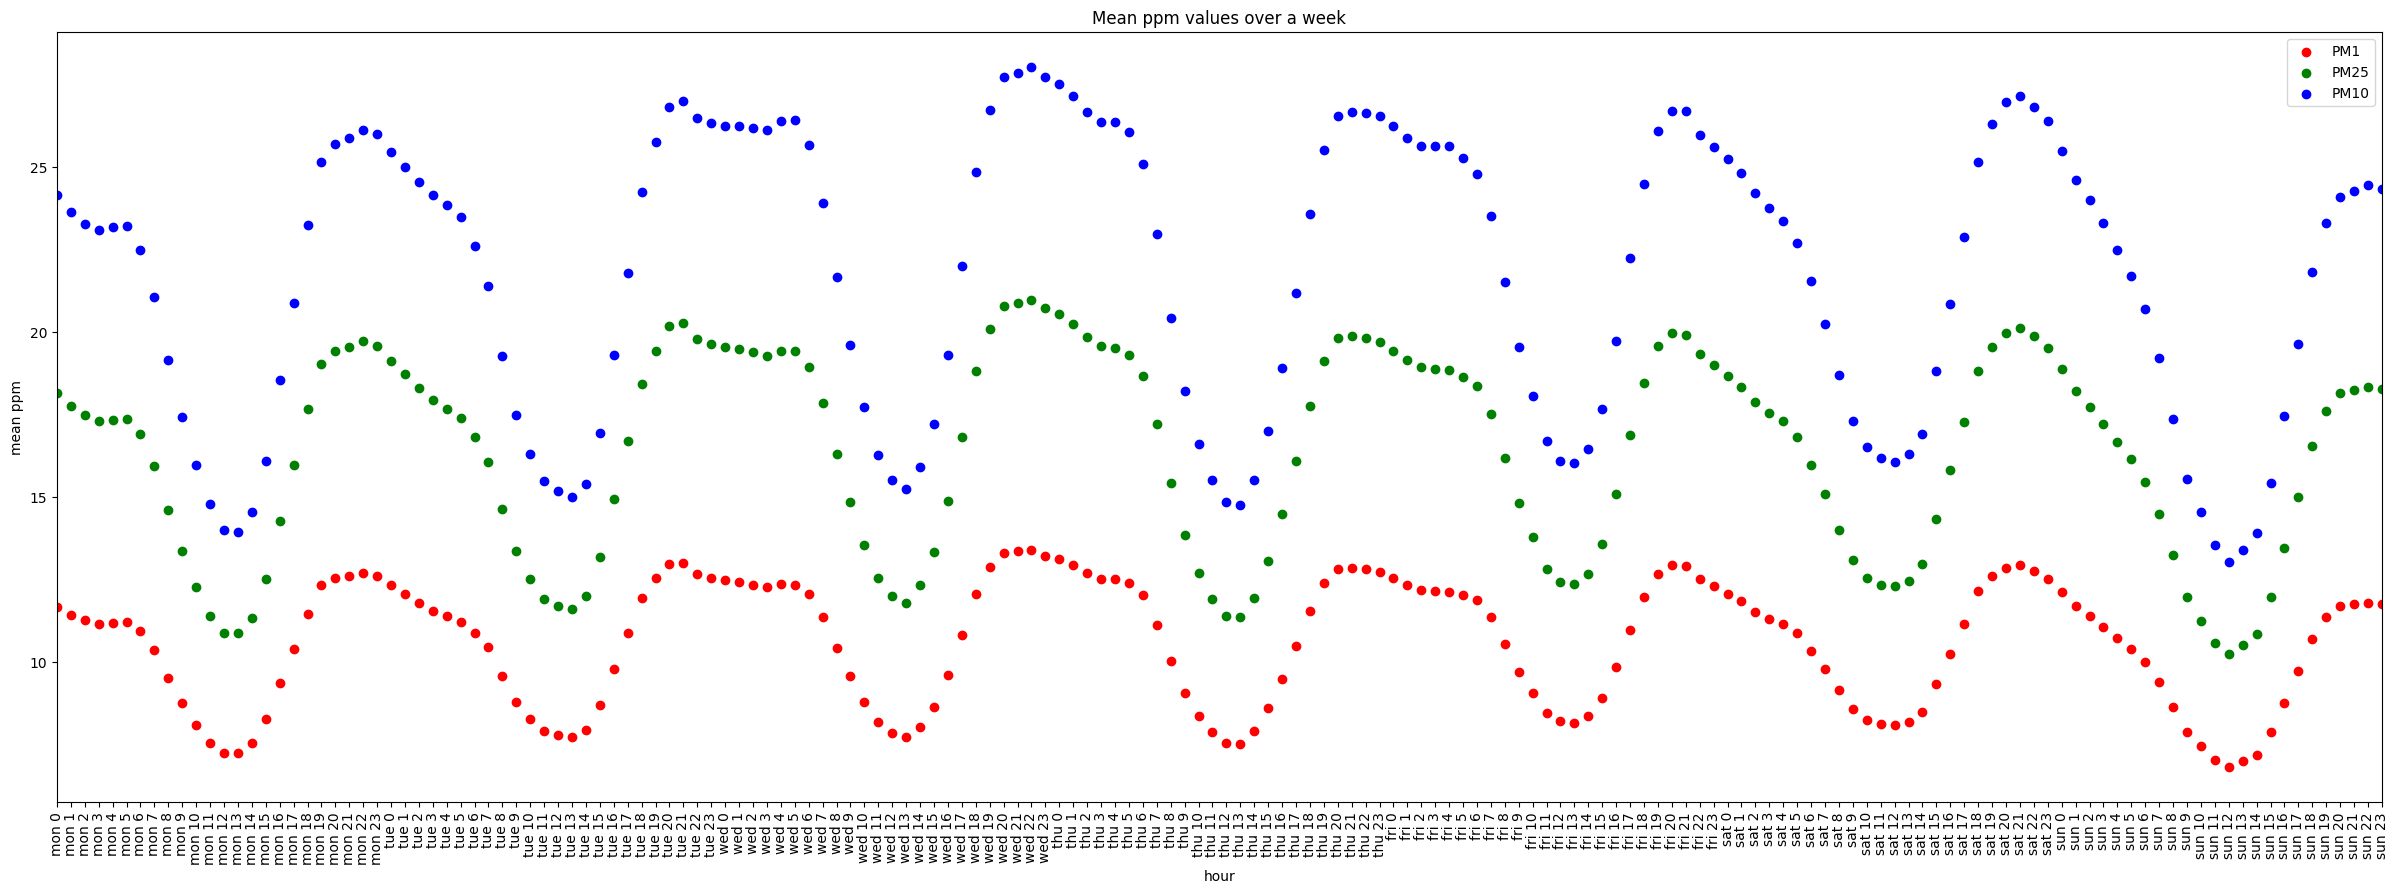 Mean ppm values over a week
PM1
PM25
PM10
mean ppm
25
20
15
10
mon 0
mon 1
mon 2
mon 3
mon 4
mon 5
mon 6
mon 7
mon 8
mon 9
mon 10
mon 11
mon 12
mon 13
mon 14
mon 15
mon 16
mon 17
mon 18
mon 19
mon 20
mon 21
mon 22
mon 23
tue 0
tue 1
tue 2
tue 3
tue 4
tue 5
tue 6
tue 7
tue 8
tue 9
tue 10
tue 11
tue 12
tue 13
tue 14
tue 15
tue 16
tue 17
tue 18
tue 19
tue 20
tue 21
tue 22
tue 23
wed 0
wed 1
wed 2
wed 3
wed 4
wed 5
wed 6
wed 7
wed 8
wed 9
wed 10
wed 11
wed 12
wed 13
wed 14
wed 15
wed 16
wed 17
wed 18
wed 19
wed 20
wed 21
wed 22
wed 23
thu 0
thu 1
thu 2
thu 3
thu 4
thu 5
thu 6
thu 7
thu 8
thu 9
thu 10
thu 11
thu 12
thu 13
thu 14
thu 15
thu 16
thu 17
thu 18
thu 19
thu 20
thu 21
thu 22
thu 23
fri 0
fri 1
fri 2
fri 3
fri 4
fri 5
fri 6
fri 7
fri 8
fri 9
fri 10
fri 11
fri 12
fri 13
fri 14
fri 15
fri 16
fri 17
fri 18
fri 19
fri 20
fri 21
fri 22
fri 23
sat 0
sat 1
sat 2
sat 3
sat 4
sat 5
sat 6
sat 7
sat 8
sat 9
sat 10
sat 11
sat 12
sat 13
sat 14
sat 15
sat 16
sat 17
sat 18
sat 19
sat 20
sat 21
sat 22
sat 23
sun 0
sun 1
sun 2
sun 3
sun 4
sun 5
sun 6
sun 7
sun 8
sun 9
sun 10
sun 11
sun 12
sun 13
sun 14
sun 15
sun 16
sun 17
sun 18
sun 19
sun 20
sun 21
sun 22
sun 23
hour